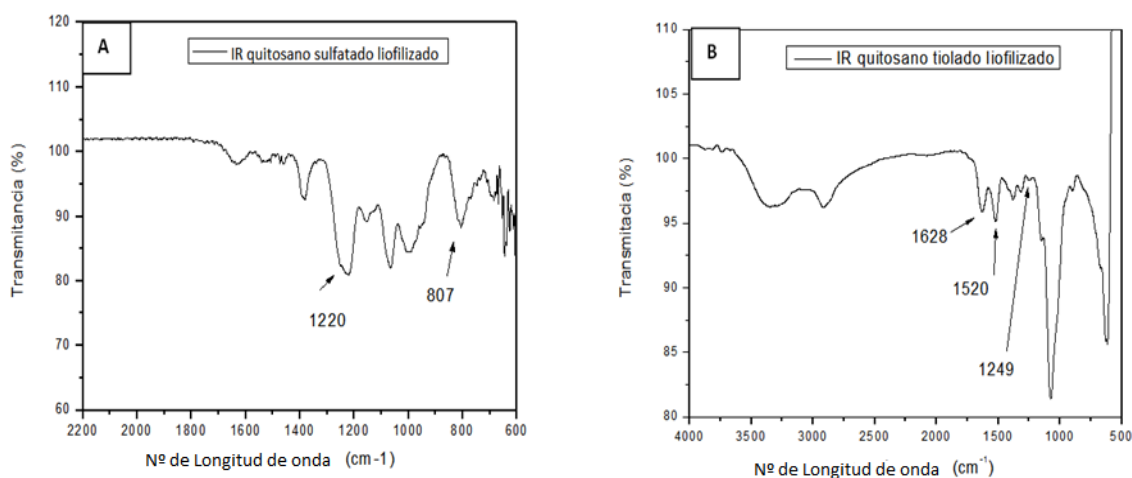 A
IR quitosano sulfatado liofilizado
Transmitancia (%)
120
110
100
90
80
70
60
1220
807
2200 2000 1800 1600 1400 1200 1000 800 600
Nº de Longitud de onda (cm-1)
B
IR quitosano tiolado liofilizado
Transmitacia (%)
110
105
100
95
90
85
80
1628
1520
1249
4000 3500 3000 2500 2000 1500 1000 500
Nº de Longitud de onda (cm⁻¹)